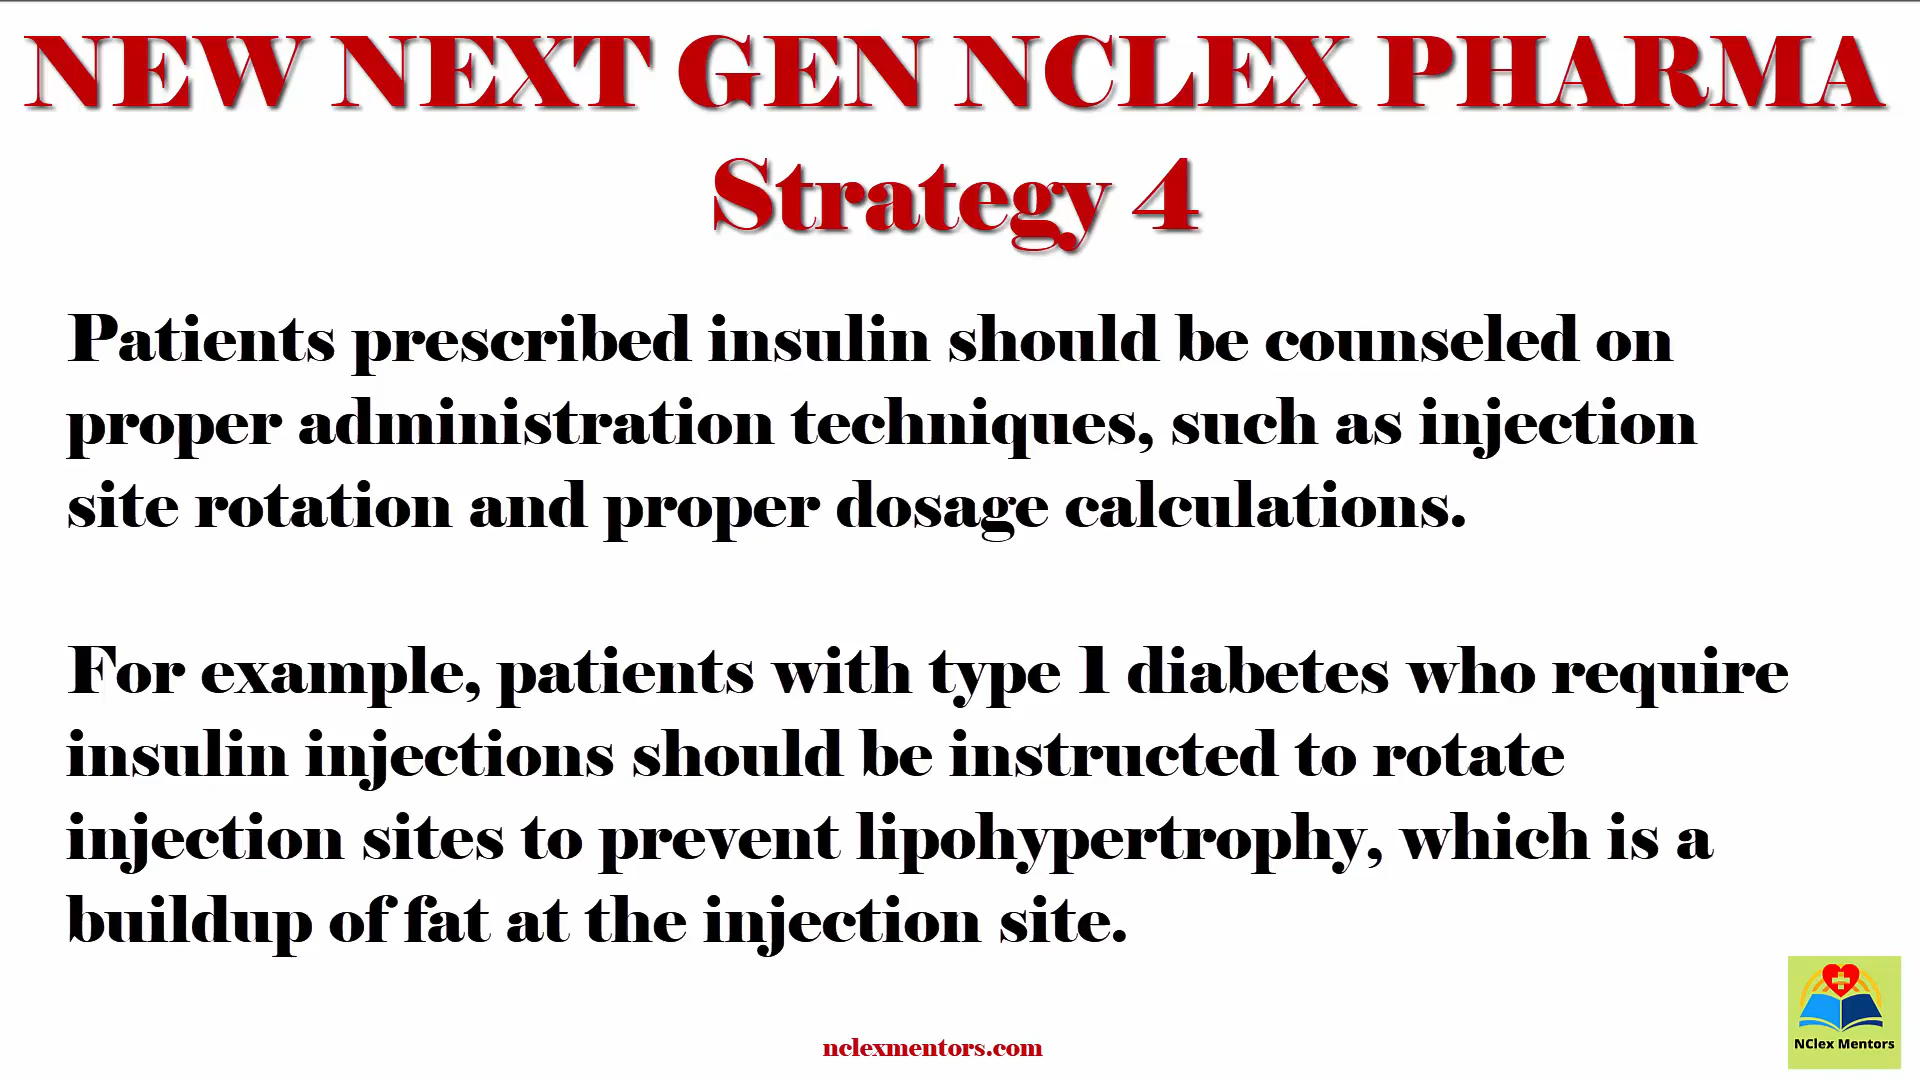 NEW NEXT GEN NCLEX PHARMA
Strategy 4
Patients prescribed insulin should be counseled on
proper administration techniques, such as injection
site rotation and proper dosage calculations.
For example, patients with type 1 diabetes who require
insulin injections should be instructed to rotate
injection sites to prevent lipohypertrophy, which is a
buildup of fat at the injection site.
nclexmentors.com
NClex Mentors